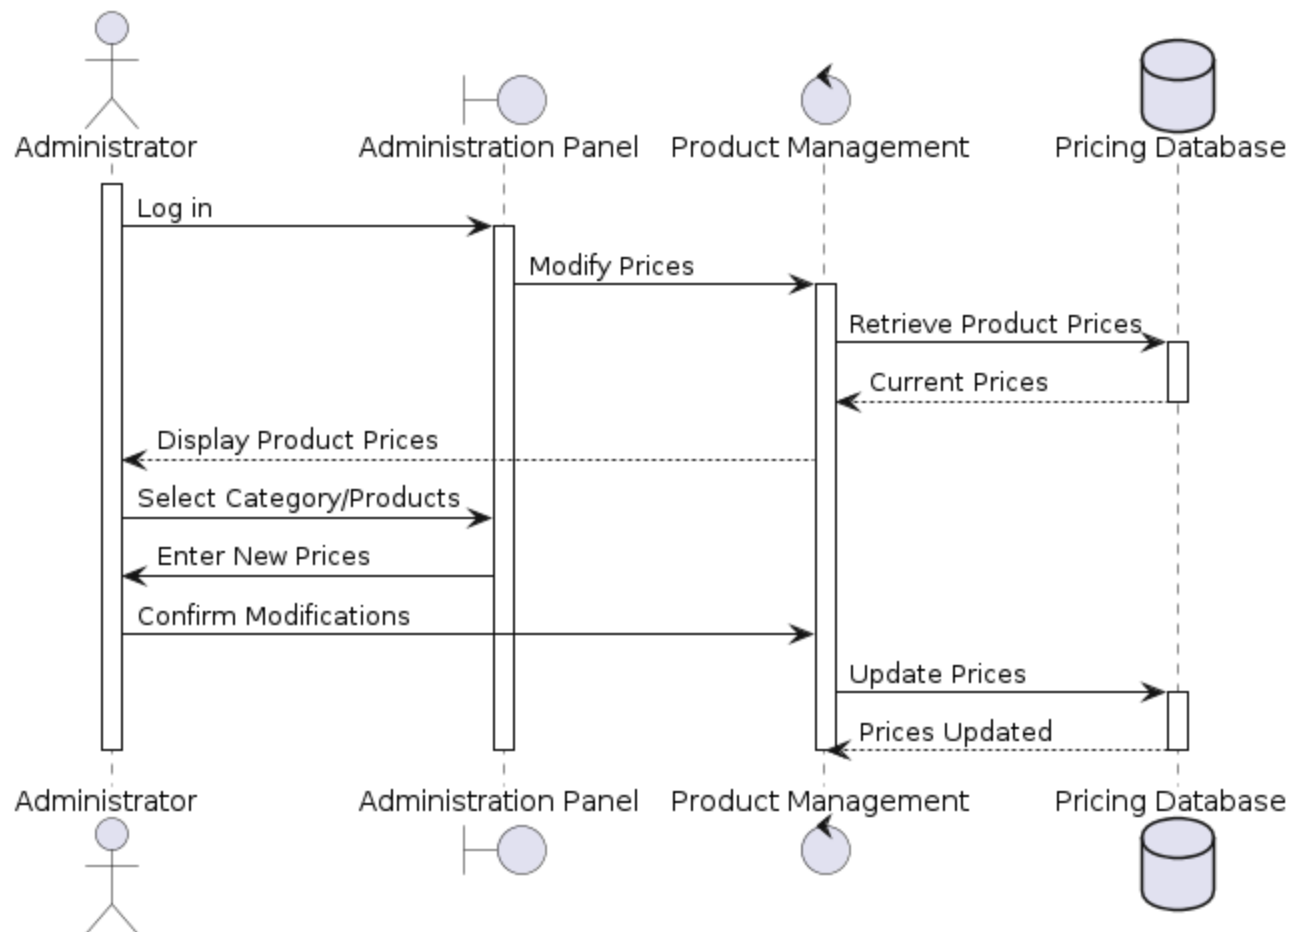 Administrator
Administration Panel
Product Management
Pricing Database
Log in
Modify Prices
Retrieve Product Prices
Current Prices
Display Product Prices
Select Category/Products
Enter New Prices
Confirm Modifications
Update Prices
Prices Updated
Administrator
Administration Panel
Product Management
Pricing Database